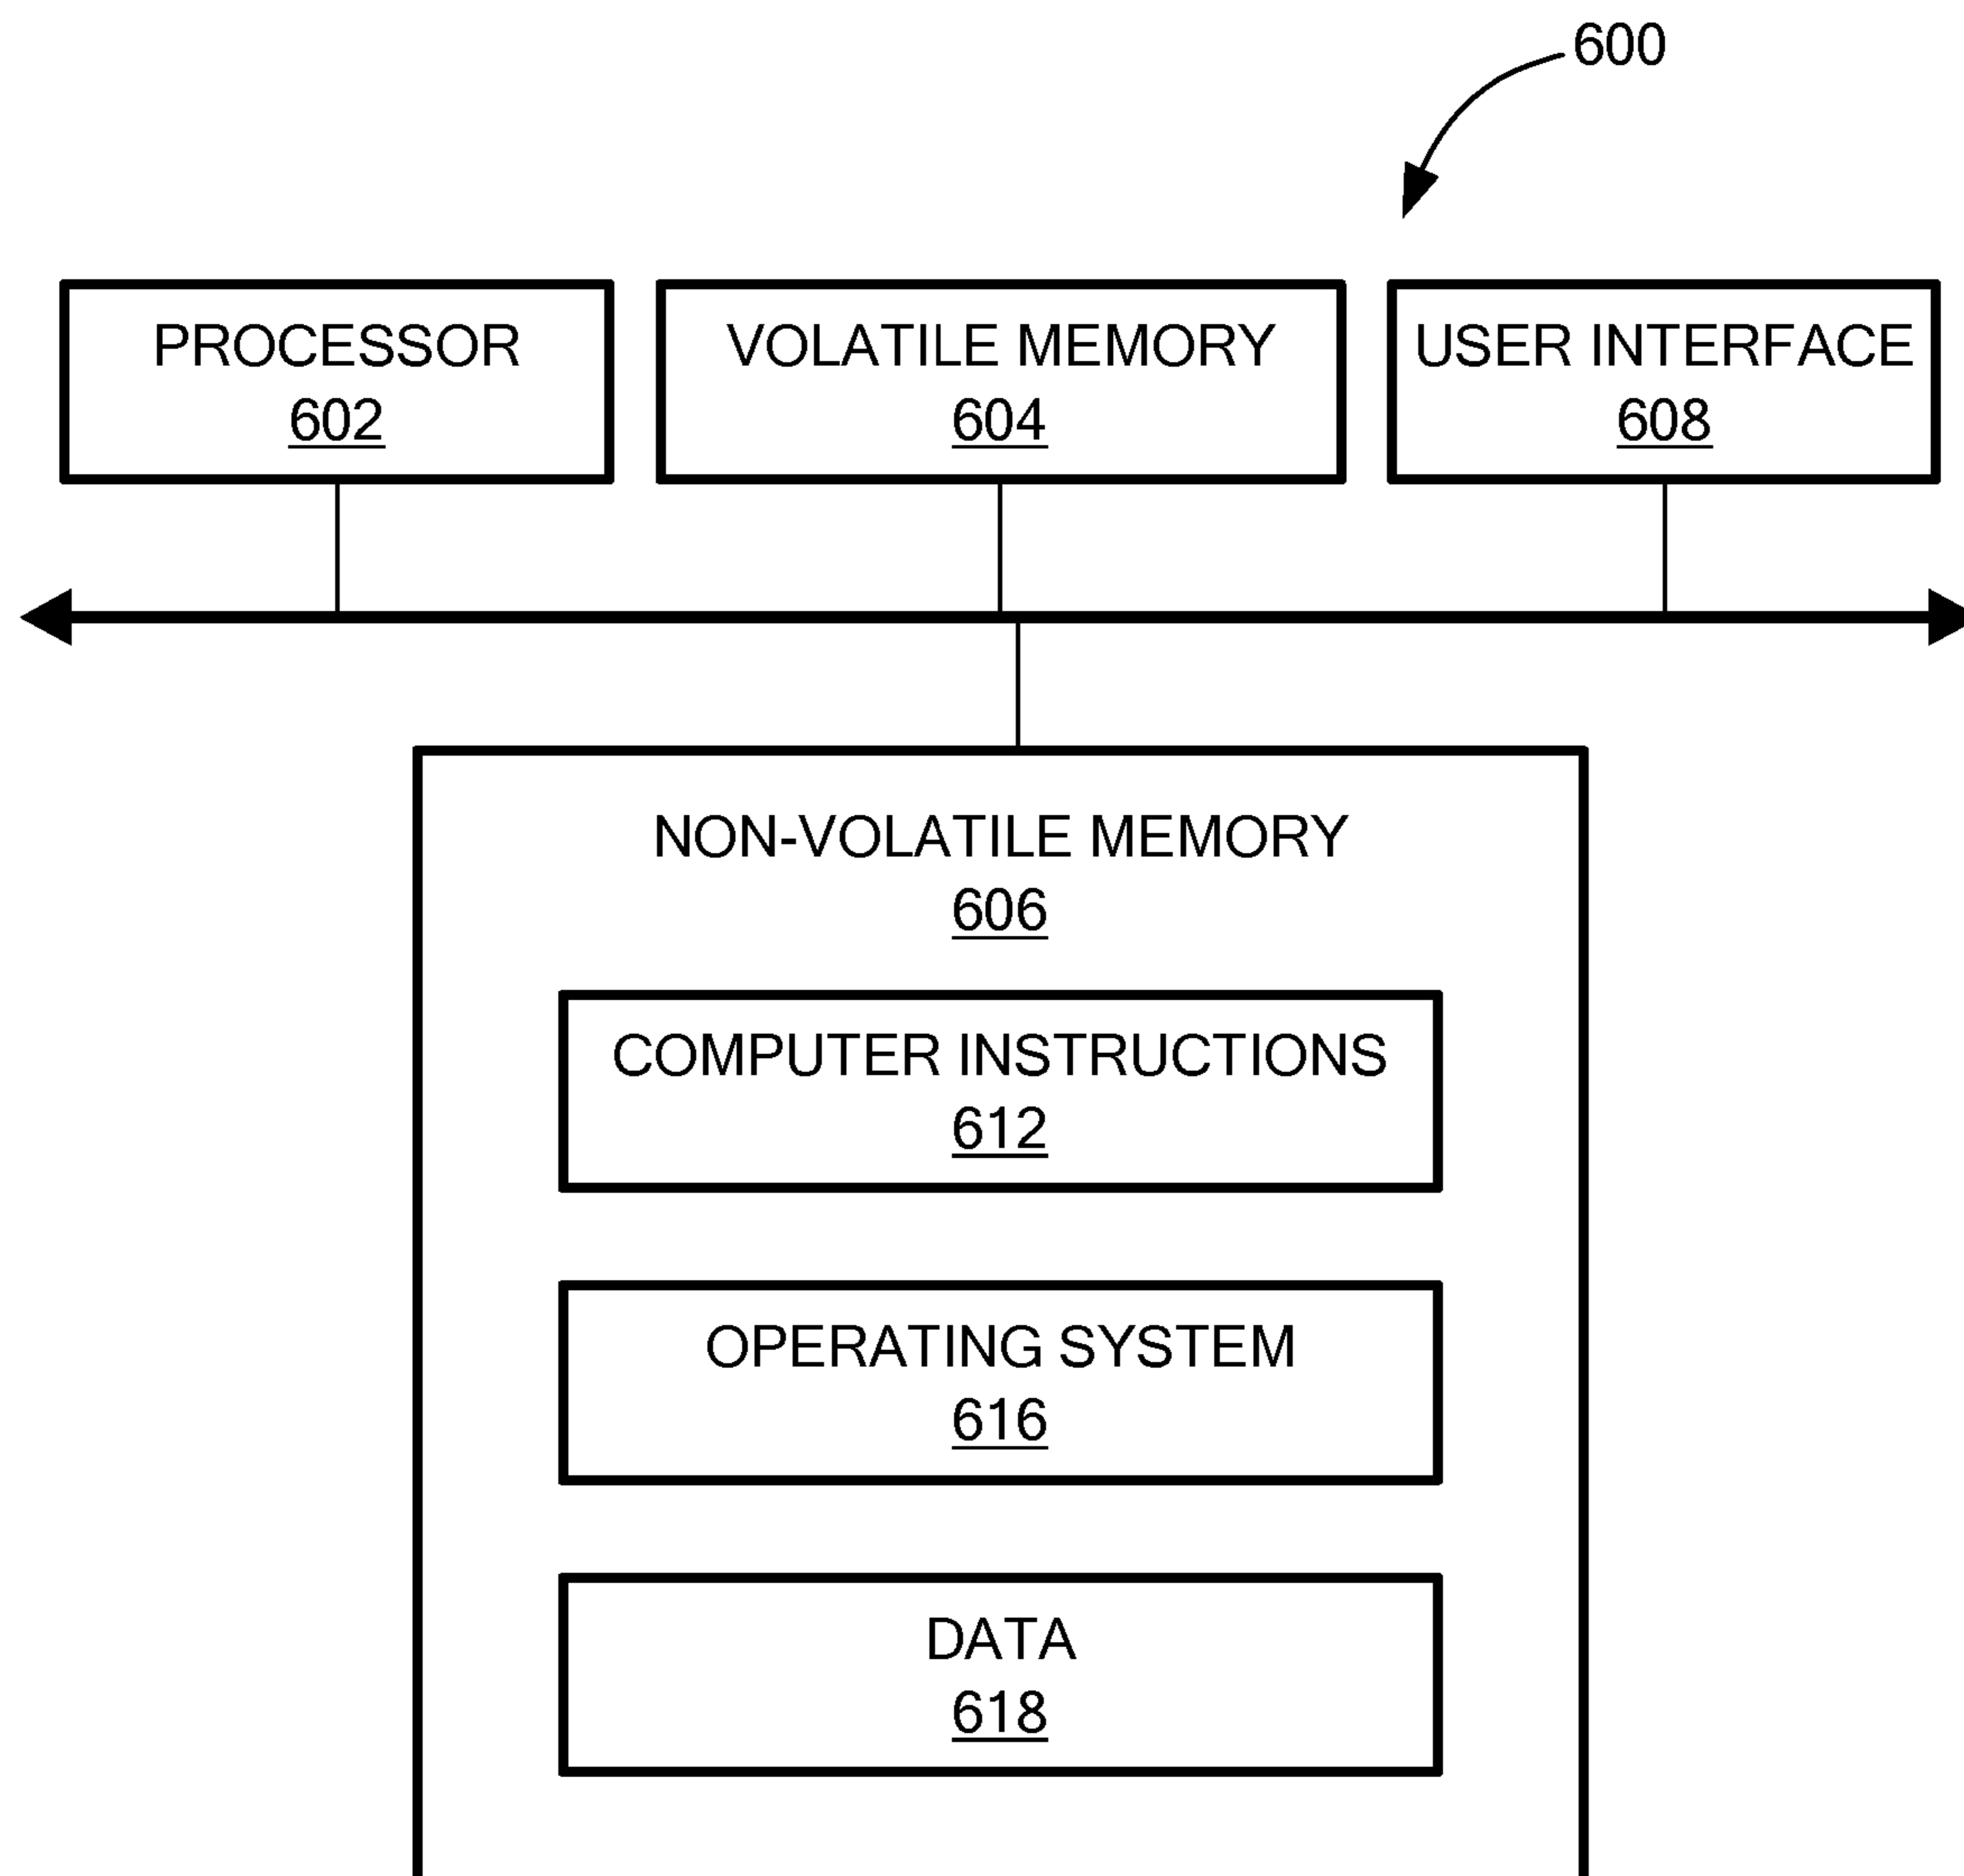 600
PROCESSOR
602
VOLATILE MEMORY
604
USER INTERFACE
608
NON-VOLATILE MEMORY
606
COMPUTER INSTRUCTIONS
612
OPERATING SYSTEM
616
DATA
618